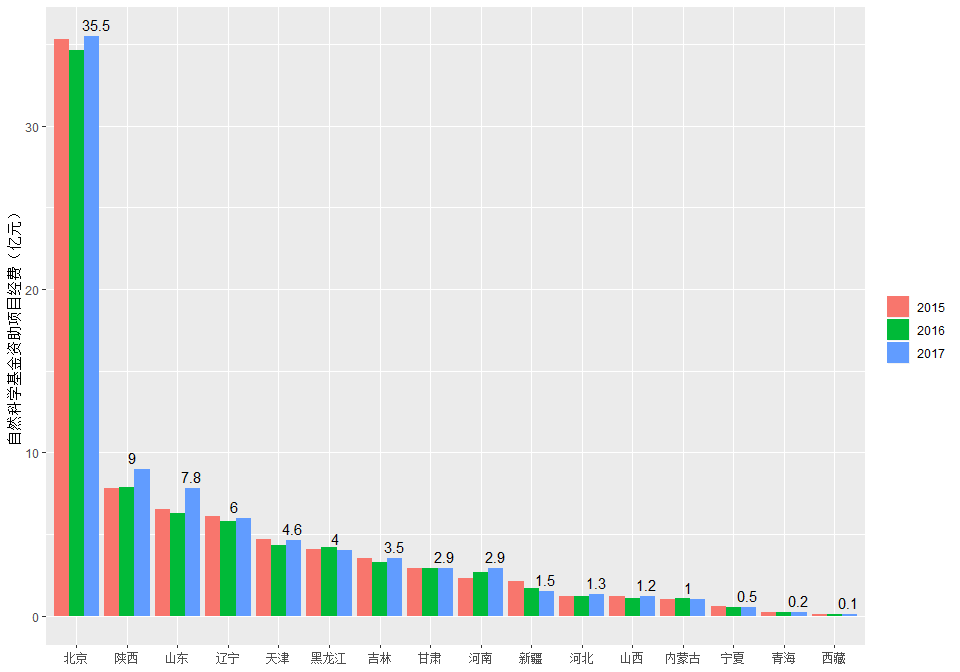 自然科学基金资助项目经费（亿元）
30
20
10
0
35.5
9
7.8
6
4.6
4
3.5
2.9
2.9
1.5
1.3
1.2
1
0.5
0.2
0.1
北京
陕西
山东
辽宁
天津
黑龙江
吉林
甘肃
河南
新疆
河北
山西
内蒙古
宁夏
青海
西藏
2015
2016
2017